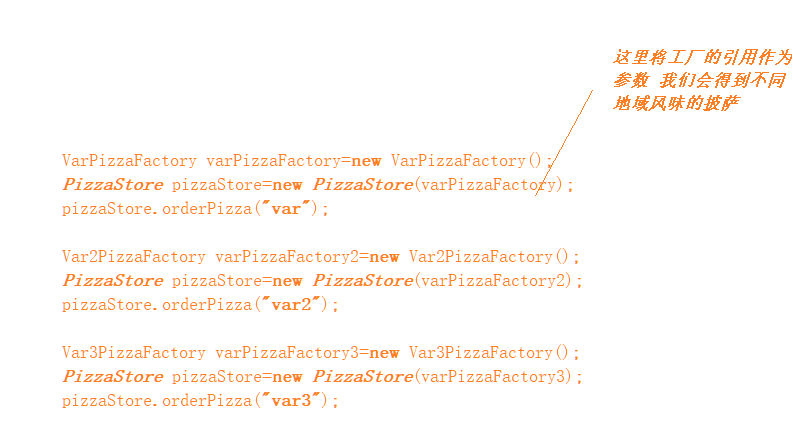 这里将工厂的引用作为
参数 我们会得到不同
地域风味的披萨
VarPizzaFactory varPizzaFactory=new VarPizzaFactory();
PizzaStore pizzaStore=new PizzaStore(varPizzaFactory);
pizzaStore.orderPizza("var");
Var2PizzaFactory varPizzaFactory2=new Var2PizzaFactory();
PizzaStore pizzaStore=new PizzaStore(varPizzaFactory2);
pizzaStore.orderPizza("var2");
Var3PizzaFactory varPizzaFactory3=new Var3PizzaFactory();
PizzaStore pizzaStore=new PizzaStore(varPizzaFactory3);
pizzaStore.orderPizza("var3");